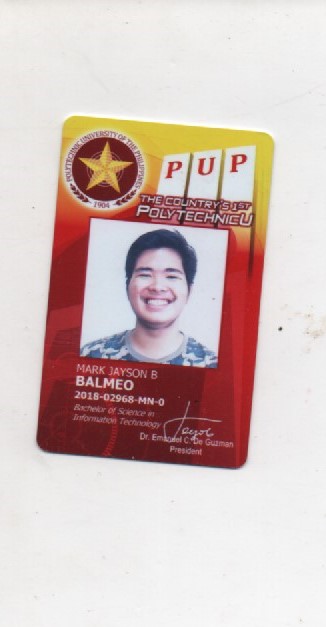 POLYTECHNIC UNIVERSITY OF THE PHILIPPINES
1904
PUP
THE COUNTRY'S 1ST
POLYTECHNICU
MARK JAYSON B
BALMEO
2018-02968-MN-0
Bachelor of Science in
Information Technology
Dr. Emanuel C. De Guzman
President